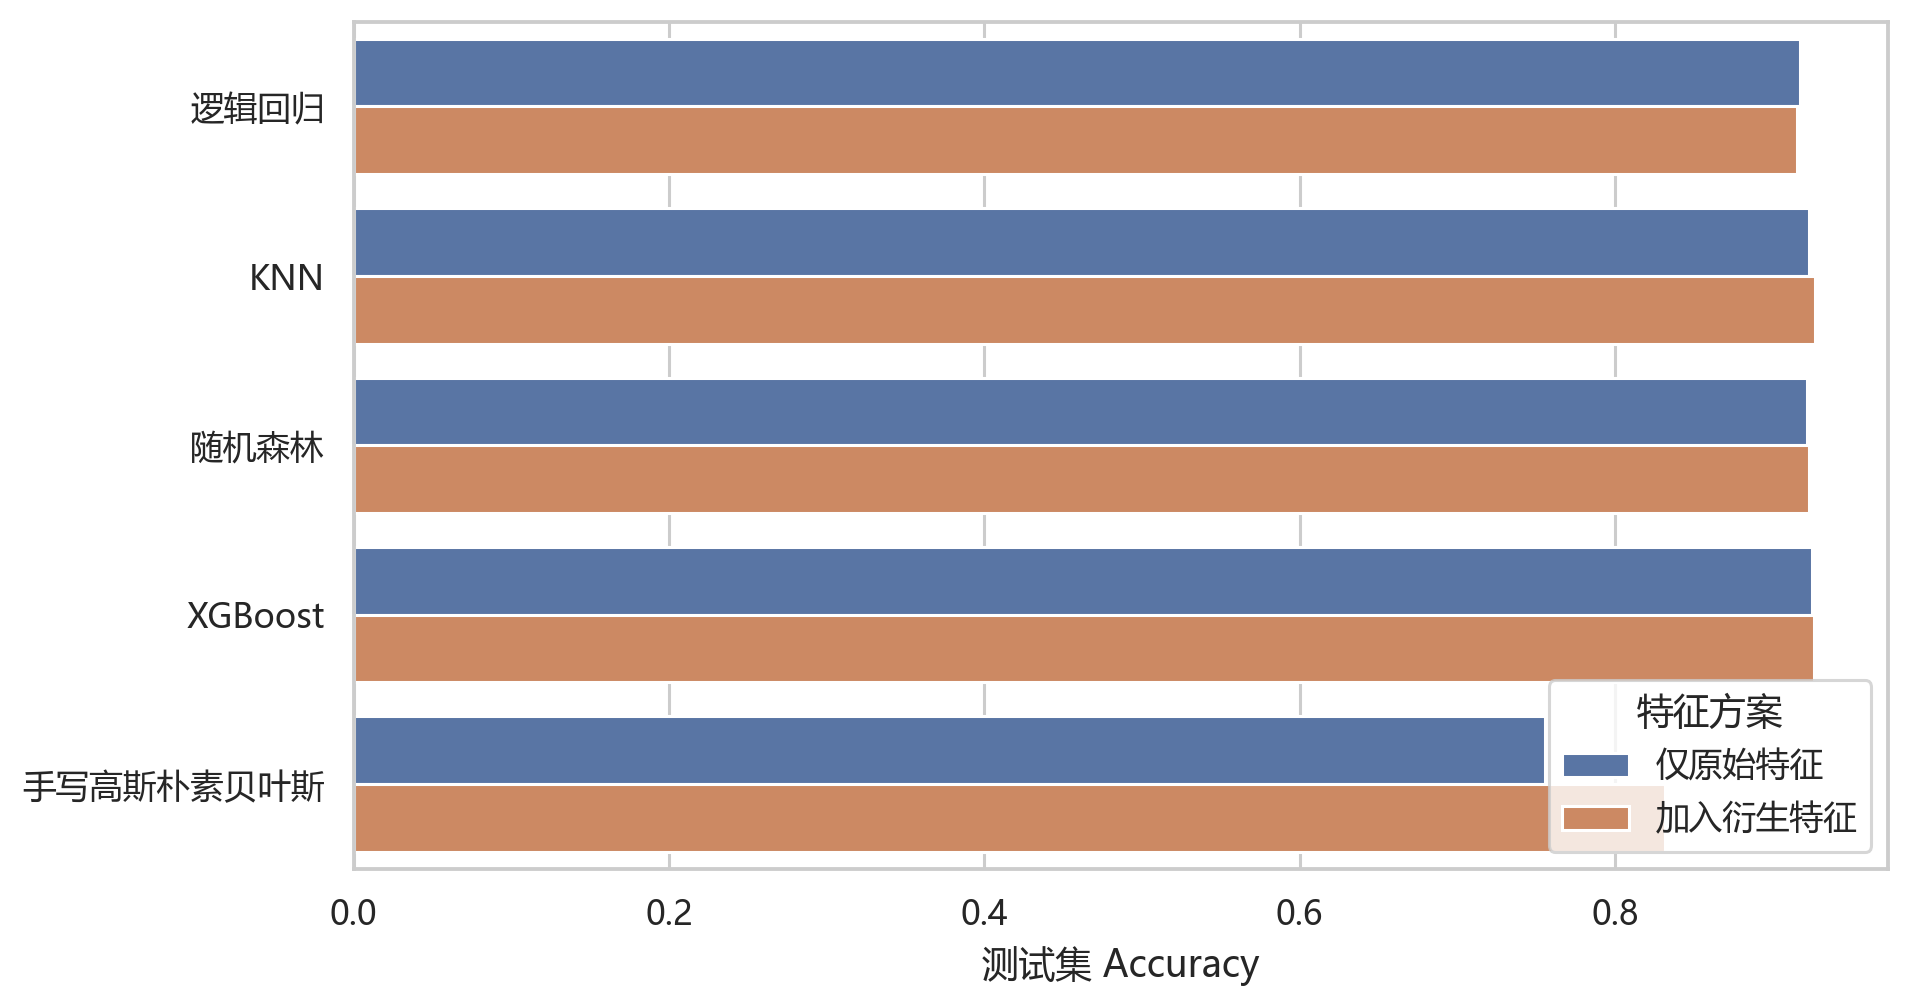 逻辑回归
KNN
随机森林
XGBoost
手写高斯朴素贝叶斯
特征方案
仅原始特征
加入衍生特征
0.0 0.2 0.4 0.6 0.8
测试集 Accuracy